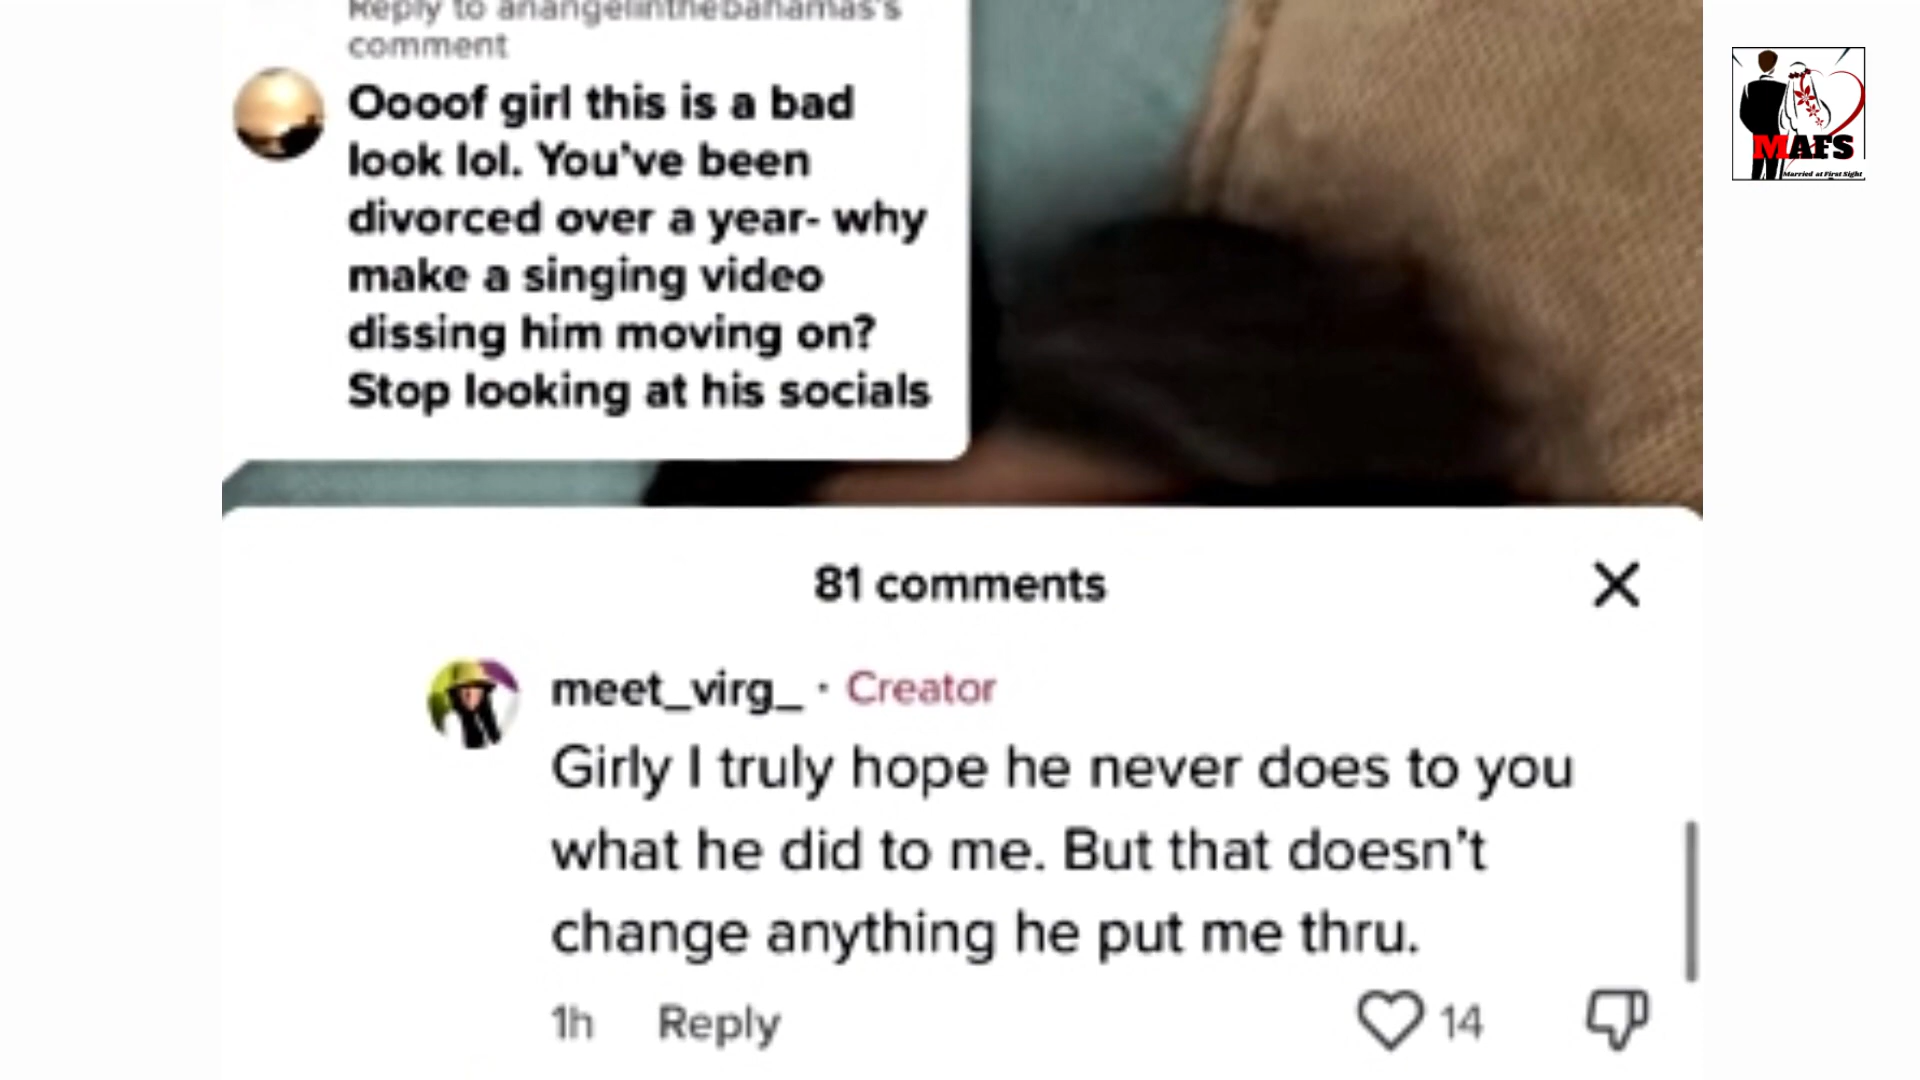 Reply to anangelinthebahamas's
comment
Oooof girl this is a bad
look lol. You've been
divorced over a year- why
make a singing video
dissing him moving on?
Stop looking at his socials
MAFS
Married at First Sight
81 comments
meet_virg_ · Creator
Girly I truly hope he never does to you
what he did to me. But that doesn't
change anything he put me thru.
1h Reply 14